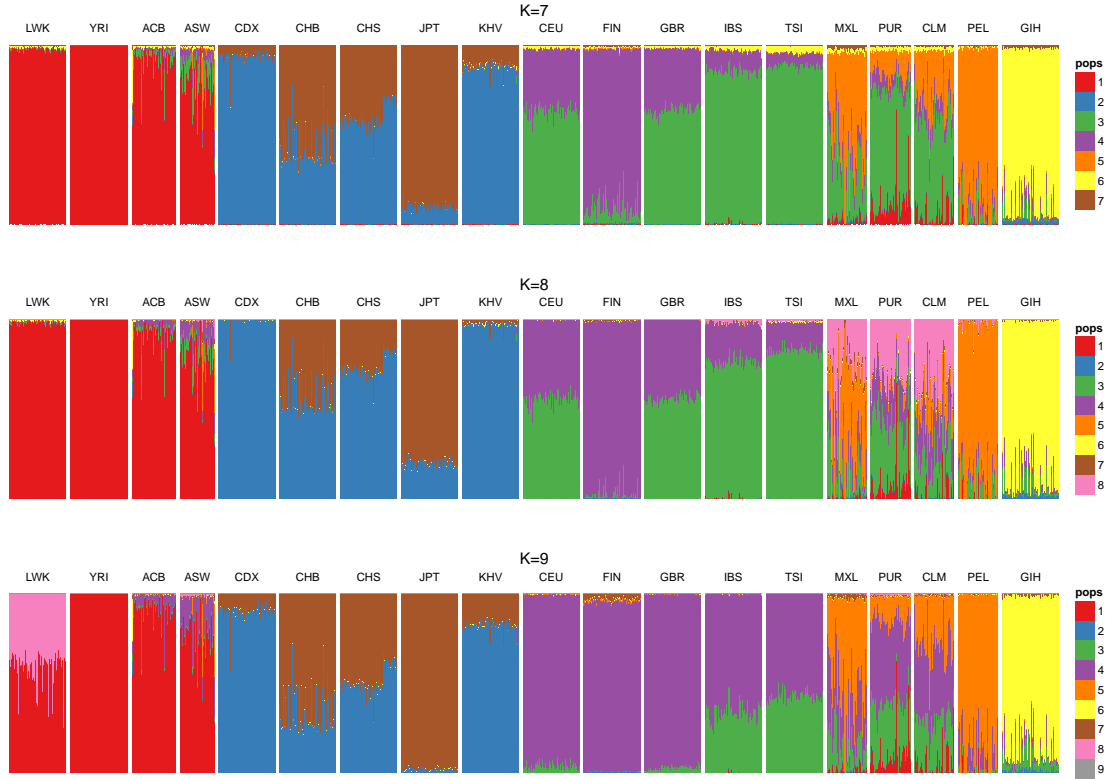 K=7
LWK YRI ACB ASW CDX CHB CHS JPT KHV CEU FIN GBR IBS TSI MXL PUR CLM PEL GIH
pops
1
2
3
4
5
6
7
K=8
LWK YRI ACB ASW CDX CHB CHS JPT KHV CEU FIN GBR IBS TSI MXL PUR CLM PEL GIH
pops
1
2
3
4
5
6
7
8
K=9
LWK YRI ACB ASW CDX CHB CHS JPT KHV CEU FIN GBR IBS TSI MXL PUR CLM PEL GIH
pops
1
2
3
4
5
6
7
8
9